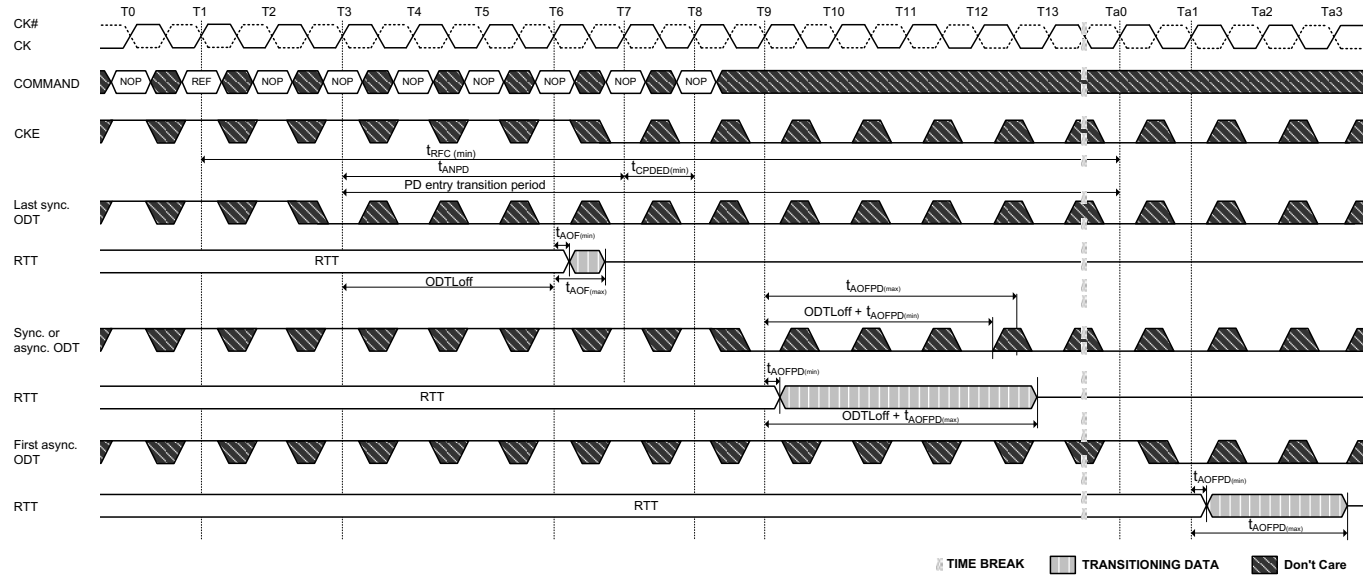 T0 T1 T2 T3 T4 T5 T6 T7 T8 T9 T10 T11 T12 T13 Ta0 Ta1 Ta2 Ta3
CK#
CK
COMMAND NOP REF NOP NOP NOP NOP NOP NOP NOP
CKE
tRFC (min)
tANPD tCPDED(min)
PD entry transition period
Last sync.
ODT
tAOF(min)
RTT RTT
ODTLoff tAOF(max)
tAOFPD(max)
ODTLoff + tAOFPD(min)
Sync. or
async. ODT
tAOFPD(min)
RTT RTT
ODTLoff + tAOFPD(max)
First async.
ODT
tAOFPD(min)
RTT RTT
tAOFPD(max)
TIME BREAK TRANSITIONING DATA Don't Care